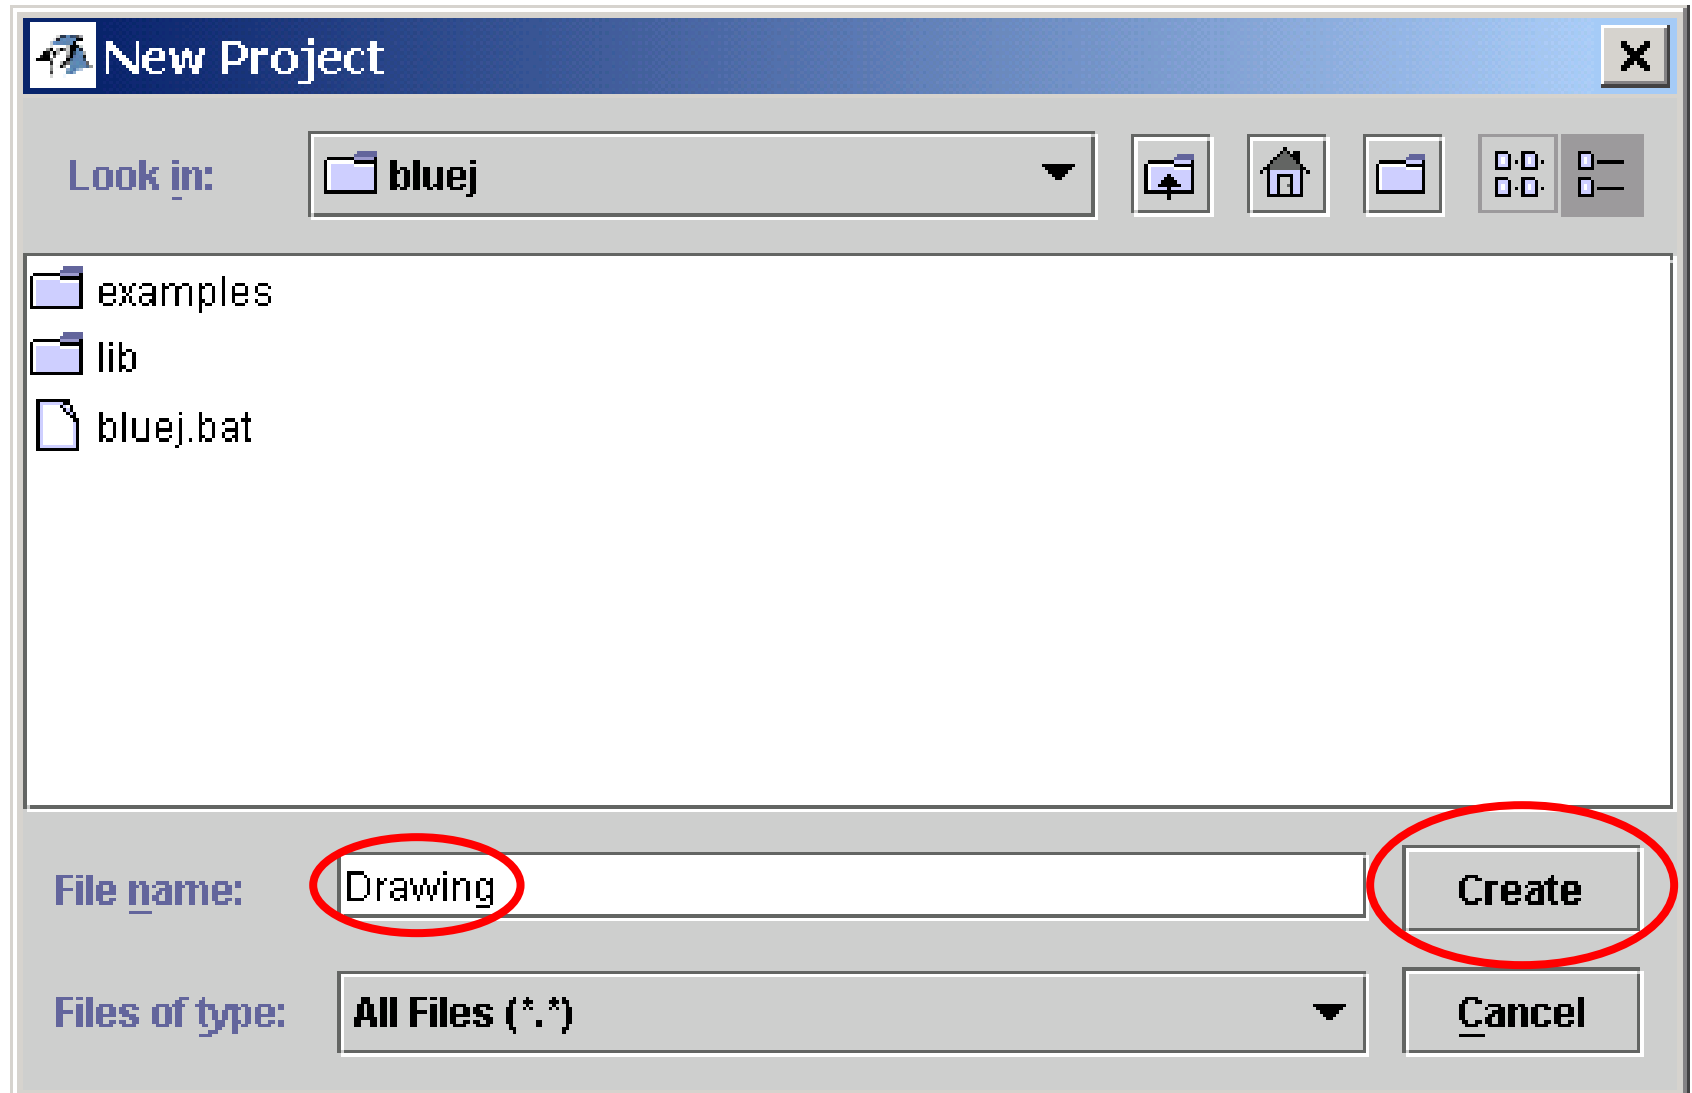 New Project
Look in: bluej
examples
lib
bluej.bat
File name: Drawing Create
Files of type: All Files (*.*) Cancel